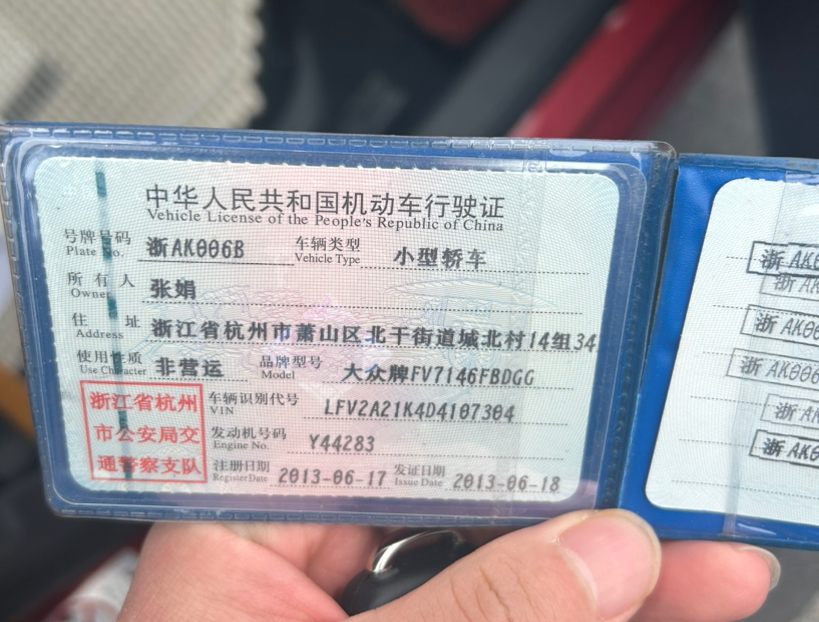 中华人民共和国机动车行驶证
Vehicle License of the People's Republic of China
号牌号码 浙AK006B 车辆类型 小型轿车
Plate No. Vehicle Type
所有人 张娟
Owner
住址 浙江省杭州市萧山区北干街道城北村14组34
Address
使用性质 非营运 品牌型号 大众牌FV7146FBDGG
Use Character Model
浙江省杭州
市公安局交
通警察支队
车辆识别代号 LFV2A21K4D4107304
VIN
发动机号码 Y44283
Engine No.
注册日期 2013-06-17 发证日期 2013-06-18
Register Date Issue Date
浙AK0
浙AK
浙AK00
浙AK006
浙AK
浙AK0